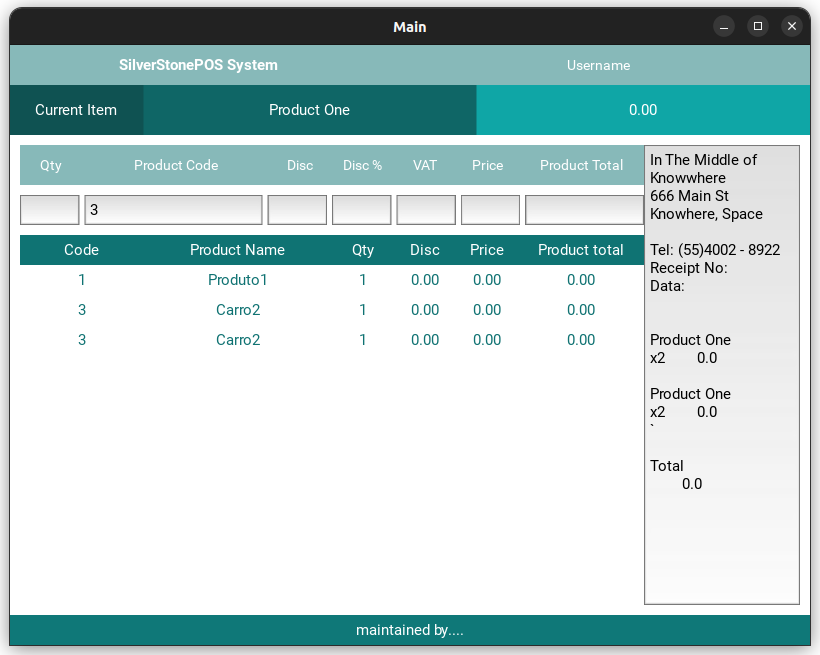 Main
SilverStonePOS System Username
Current Item Product One 0.00
Qty Product Code Disc Disc % VAT Price Product Total
3
Code Product Name Qty Disc Price Product total
1 Produto1 1 0.00 0.00 0.00
3 Carro2 1 0.00 0.00 0.00
3 Carro2 1 0.00 0.00 0.00
In The Middle of
Knowwhere
666 Main St
Knowhere, Space
Tel: (55)4002 - 8922
Receipt No:
Data:
Product One
x2 0.0
Product One
x2 0.0
`
Total
0.0
maintained by....